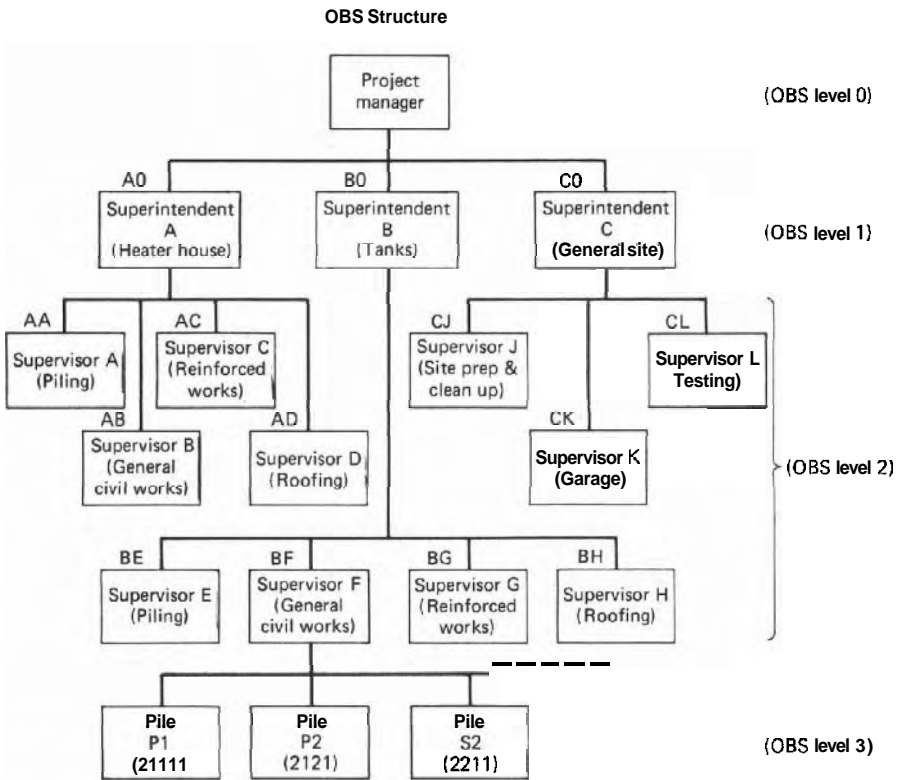 OBS Structure
Project
manager
(OBS level 0)
A0
B0
C0
Superintendent
A
(Heater house)
Superintendent
B
(Tanks)
Superintendent
C
(General site)
(OBS level 1)
AA
Supervisor A
(Piling)
AC
Supervisor C
(Reinforced
works)
CJ
Supervisor J
(Site prep &
clean up)
CL
Supervisor L
Testing)
AB
Supervisor B
(General
civil works)
AD
Supervisor D
(Roofing)
CK
Supervisor K
(Garage)
(OBS level 2)
BE
Supervisor E
(Piling)
BF
Supervisor F
(General
civil works)
BG
Supervisor G
(Reinforced
works)
BH
Supervisor H
(Roofing)
Pile
P1
(21111
Pile
P2
(2121)
Pile
S2
(2211)
(OBS level 3)